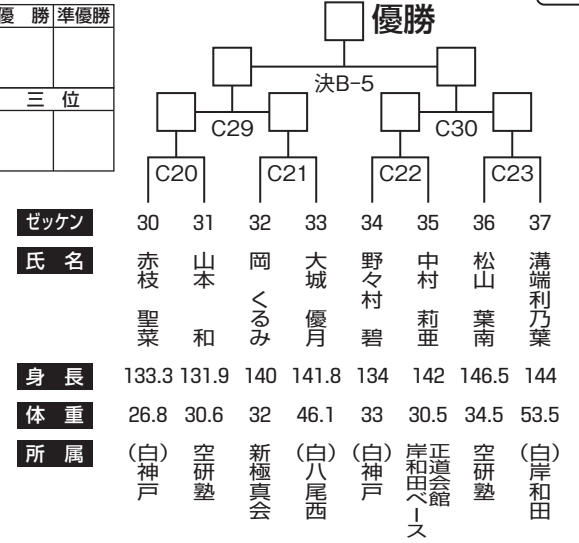 優勝 準優勝
三位
優勝
決B-5
C29 C30
C20 C21 C22 C23
ゼッケン 30 31 32 33 34 35 36 37
氏名 赤枝 聖菜 山本 和 岡 くるみ 大城 優月 野々村 碧 中村 莉亜 松山 葉南 溝端利乃葉
身長 133.3 131.9 140 141.8 134 142 146.5 144
体重 26.8 30.6 32 46.1 33 30.5 34.5 53.5
所属 (白)神戸 空研塾 新極真会 (白)八尾西 (白)神戸 正道会館岸和田ベース 空研塾 (白)岸和田